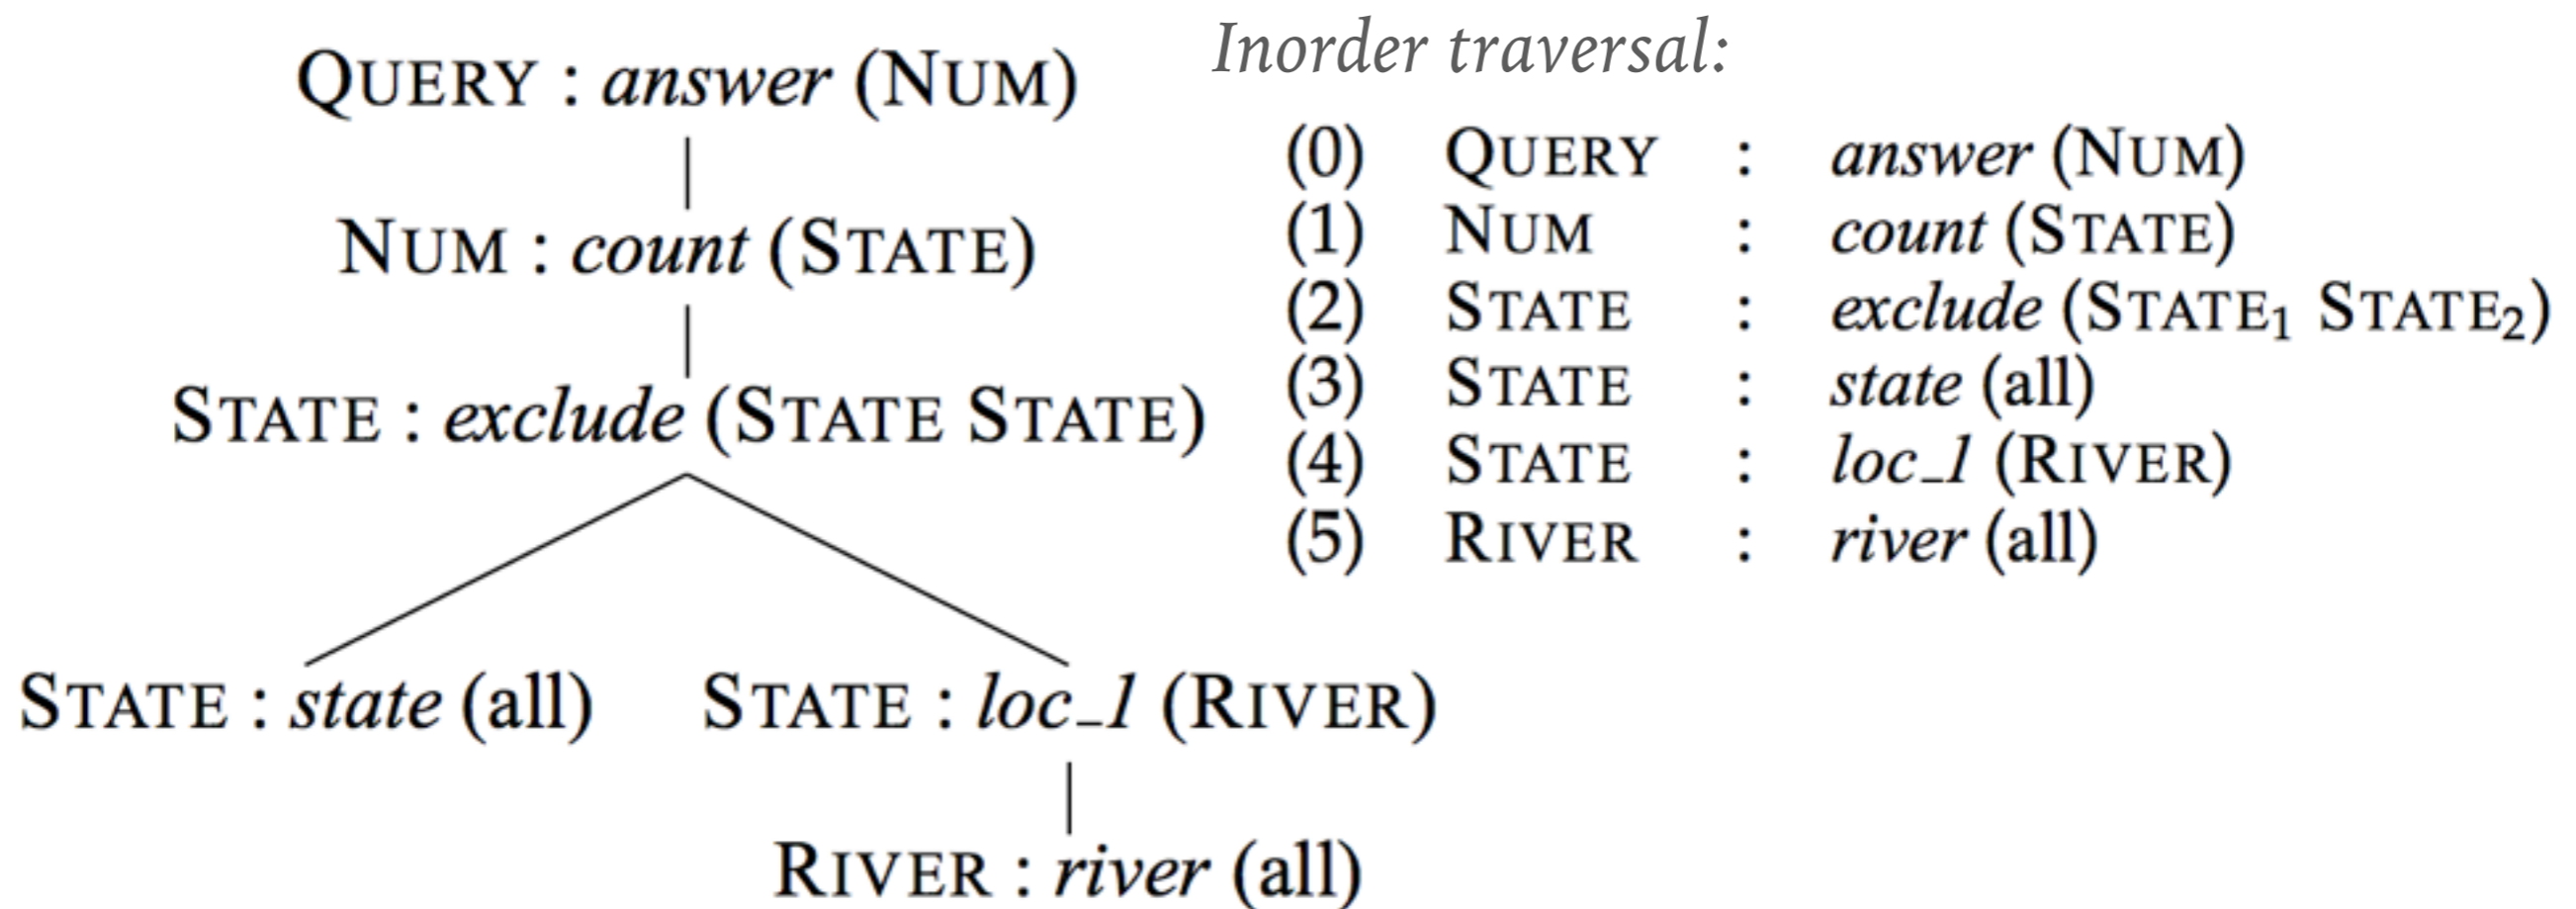 QUERY : answer (NUM)
NUM : count (STATE)
STATE : exclude (STATE STATE)
STATE : state (all)
STATE : loc_1 (RIVER)
RIVER : river (all)
Inorder traversal:
(0) QUERY : answer (NUM)
(1) NUM : count (STATE)
(2) STATE : exclude (STATE₁ STATE₂)
(3) STATE : state (all)
(4) STATE : loc_1 (RIVER)
(5) RIVER : river (all)